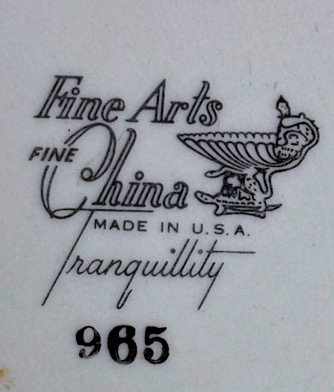 Fine Arts
FINE China
MADE IN U.S.A.
Tranquillity
965